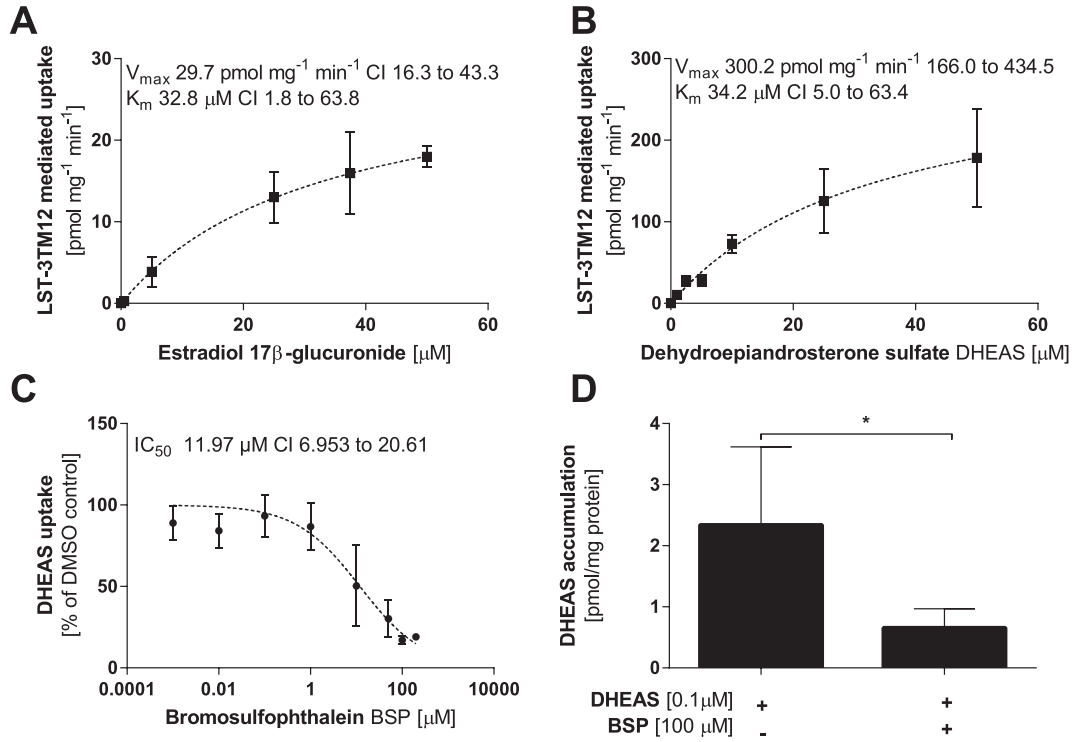 A
LST-3TM12 mediated uptake
[pmol mg-1 min-1]
30
20
10
0
Vmax 29.7 pmol mg-1 min-1 CI 16.3 to 43.3
Km 32.8 μM CI 1.8 to 63.8
0 20 40 60
Estradiol 17β-glucuronide [μM]
B
LST-3TM12 mediated uptake
[pmol mg-1 min-1]
300
200
100
0
Vmax 300.2 pmol mg-1 min-1 166.0 to 434.5
Km 34.2 μM CI 5.0 to 63.4
0 20 40 60
Dehydroepiandrosterone sulfate DHEAS [μM]
C
DHEAS uptake
[% of DMSO control]
150
100
50
0
IC50 11.97 μM CI 6.953 to 20.61
0.0001 0.01 1 100 10000
Bromosulfophthalein BSP [μM]
D
DHEAS accumulation
[pmol/mg protein]
4
3
2
1
0
*
DHEAS [0.1μM] + +
BSP [100 μM] - +